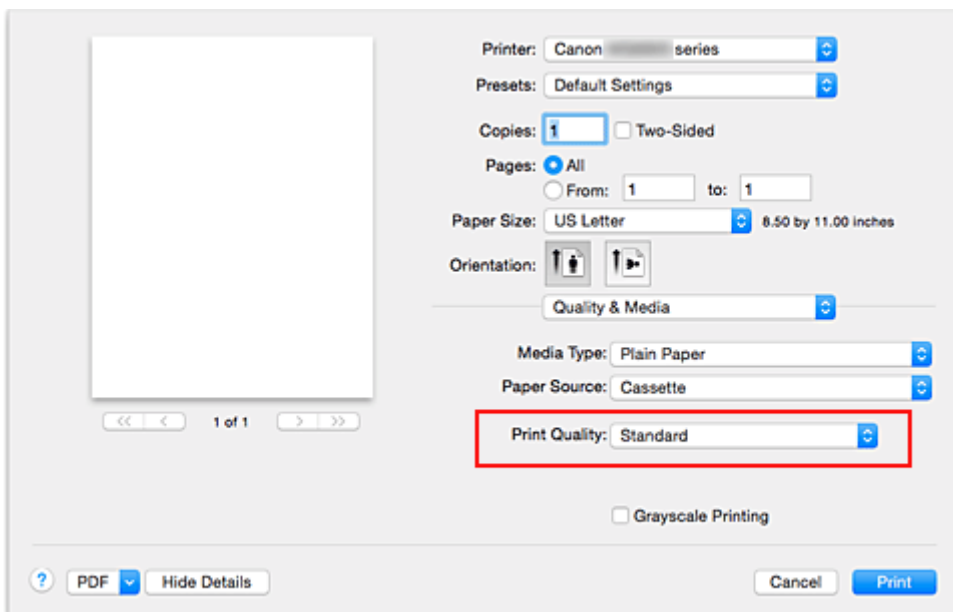 Printer: Canon series
Presets: Default Settings
Copies: 1 Two-Sided
Pages: All
From: 1 to: 1
Paper Size: US Letter 8.50 by 11.00 inches
Orientation:
Quality & Media
Media Type: Plain Paper
Paper Source: Cassette
<< < 1 of 1 > >>
Print Quality: Standard
Grayscale Printing
? PDF Hide Details Cancel Print